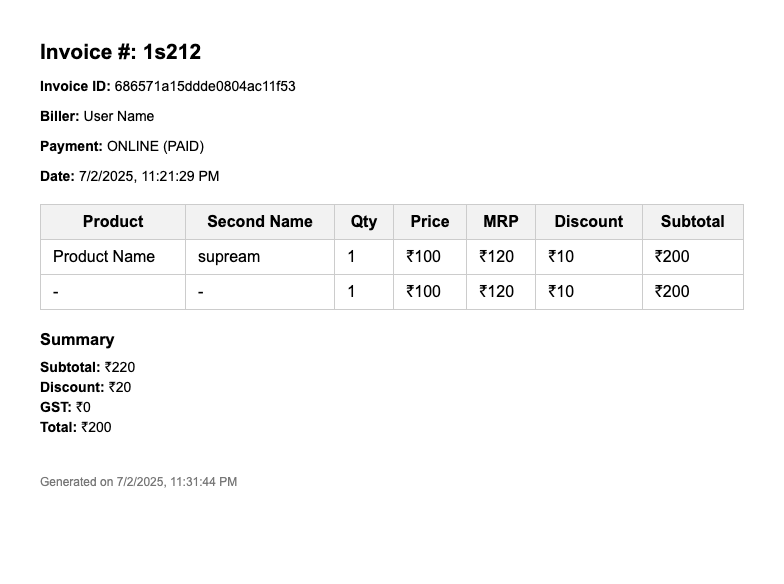 Invoice #: 1s212
Invoice ID: 686571a15ddde0804ac11f53
Biller: User Name
Payment: ONLINE (PAID)
Date: 7/2/2025, 11:21:29 PM
Product Second Name Qty Price MRP Discount Subtotal
Product Name supream 1 ₹100 ₹120 ₹10 ₹200
- - 1 ₹100 ₹120 ₹10 ₹200
Summary
Subtotal: ₹220
Discount: ₹20
GST: ₹0
Total: ₹200
Generated on 7/2/2025, 11:31:44 PM